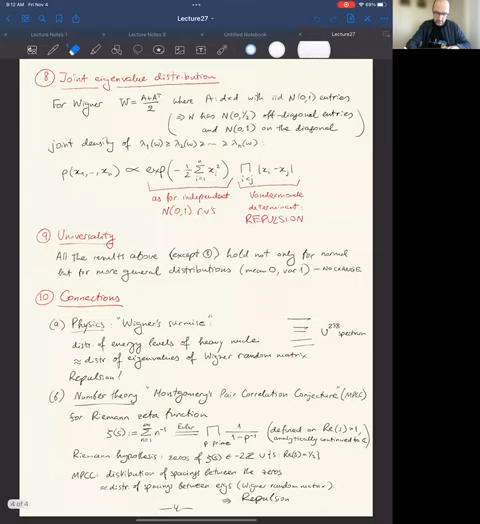 9:12 AM Fri Nov 4
69%
Lecture27
Lecture Notes
Lecture Notes 3
Untitled Notebook
Lecture27
⑧ Joint eigenvalue distribution
For Wigner W = (A+Aᵀ)/2 where A: d×d with iid N(0,1) entries
(⇒ W has N(0,1/2) off-diagonal entries
and N(0,1) on the diagonal)
joint density of λ₁(W) ≥ λ₂(W) ≥ ··· ≥ λₙ(W):
p(x₁,···,xₙ) ∝ exp(−½ Σᵢ₌₁ⁿ xᵢ²) ∏ᵢ<ⱼ |xᵢ−xⱼ|
as for independent N(0,1) r.v's
Vandermonde determinant: REPULSION
⑨ Universality
All the results above (except ⑧) hold not only for normal
but for more general distributions (mean 0, var 1) – NO CHANGE
⑩ Connections
(a) Physics: "Wigner's surmise":
distr. of energy levels of heavy nuclei
≈ distr of eigenvalues of Wigner random matrix
Repulsion!
U²³⁸ spectrum
(b) Number theory "Montgomery's Pair Correlation Conjecture" (MPCC)
for Riemann zeta function
ζ(s) := Σₙ₌₁^∞ n⁻ˢ =Euler= ∏ p:prime 1/(1−p⁻ˢ) (defined on Re(s)>1, analytically continued to ℂ)
Riemann hypothesis: zeros of ζ(s) ∈ −2ℤ ∪ {s: Re(s)=1/2}
MPCC: distribution of spacings between the zeros
≈ distr of spacings between eigs (Wigner random matrix)
⇒ Repulsion
—4—
4 of 4